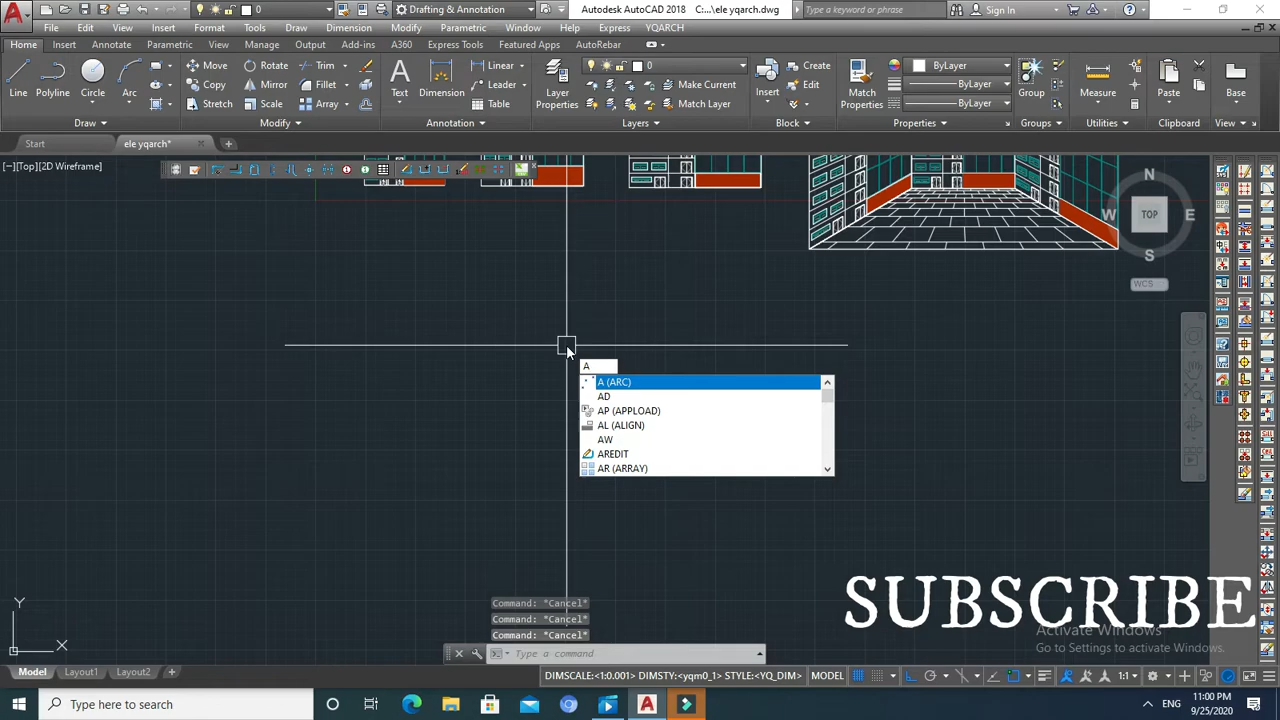 0
Drafting & Annotation
Autodesk AutoCAD 2018 C:...\ele yqarch.dwg
Type a keyword or phrase
Sign In
File Edit View Insert Format Tools Draw Dimension Modify Parametric Window Help Express YQARCH
Home Insert Annotate Parametric View Manage Output Add-ins A360 Express Tools Featured Apps AutoRebar
Line Polyline Circle Arc
Move Rotate Trim
Copy Mirror Fillet
Stretch Scale Array
Text Dimension
Linear
Leader
Table
Layer Properties
0
Make Current
Match Layer
Insert
Create
Edit
Match Properties
ByLayer
ByLayer
ByLayer
Group
Measure
Paste
Base
Draw Modify Annotation Layers Block Properties Groups Utilities Clipboard View
Start ele yqarch*
[−][Top][2D Wireframe]
N
W TOP E
S
WCS
A
A (ARC)
AD
AP (APPLOAD)
AL (ALIGN)
AW
AREDIT
AR (ARRAY)
SUBSCRIBE
Activate Windows
Go to Settings to activate Windows.
Y
X
Command: *Cancel*
Command: *Cancel*
Command: *Cancel*
Type a command
Model Layout1 Layout2
DIMSCALE:<1:0.001> DIMSTY:<yqm0_1> STYLE:<YQ_DIM> MODEL
1:1
Type here to search
ENG
11:00 PM
9/25/2020